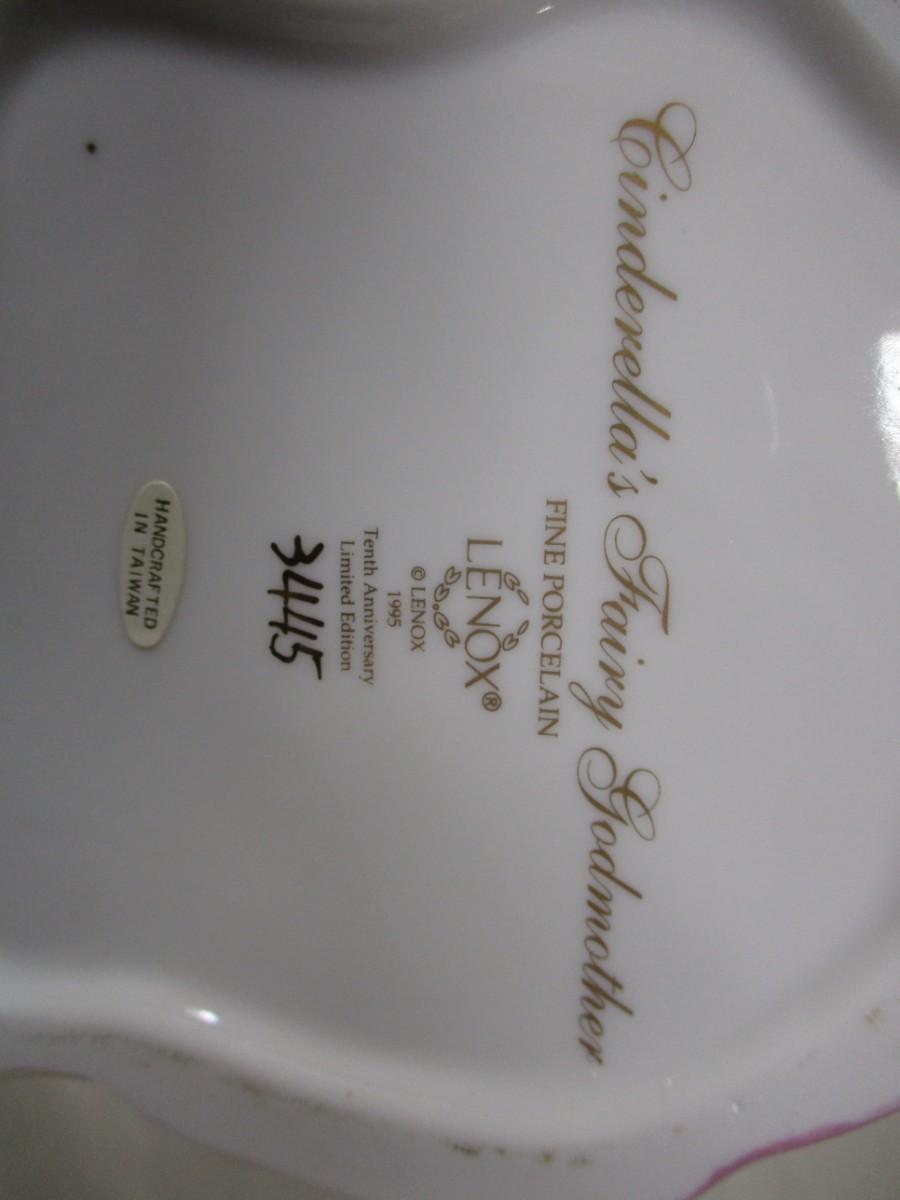 Cinderella's Fairy Godmother
FINE PORCELAIN
LENOX®
© LENOX
1995
Tenth Anniversary
Limited Edition
3445
HANDCRAFTED
IN TAIWAN